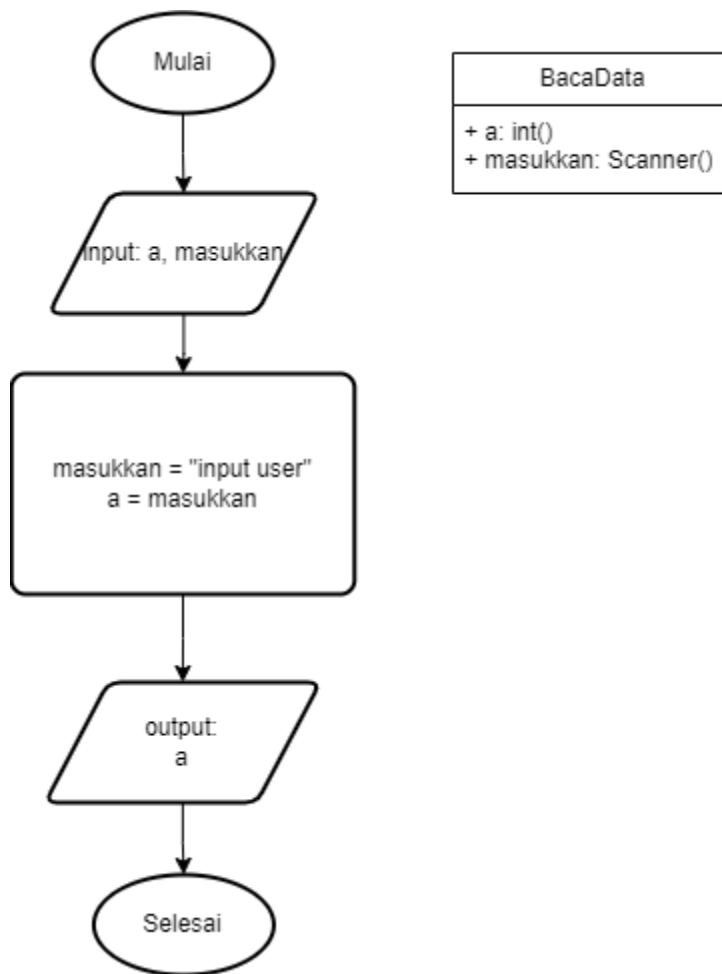 Mulai
BacaData
+ a: int()
+ masukkan: Scanner()
input: a, masukkan
masukkan = "input user"
a = masukkan
output:
a
Selesai